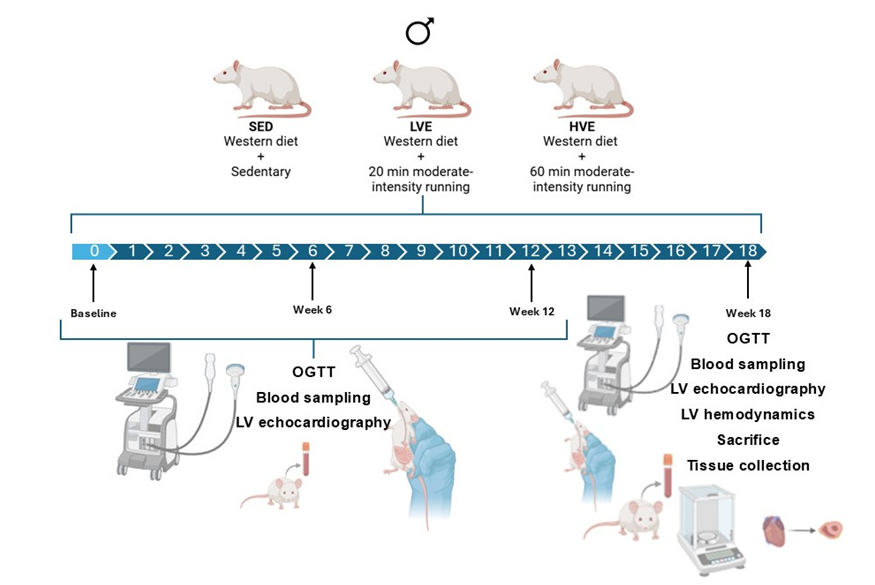 ♂
SED
Western diet
+
Sedentary
LVE
Western diet
+
20 min moderate-
intensity running
HVE
Western diet
+
60 min moderate-
intensity running
0 1 2 3 4 5 6 7 8 9 10 11 12 13 14 15 16 17 18
Baseline
Week 6
Week 12
Week 18
OGTT
Blood sampling
LV echocardiography
OGTT
Blood sampling
LV echocardiography
LV hemodynamics
Sacrifice
Tissue collection